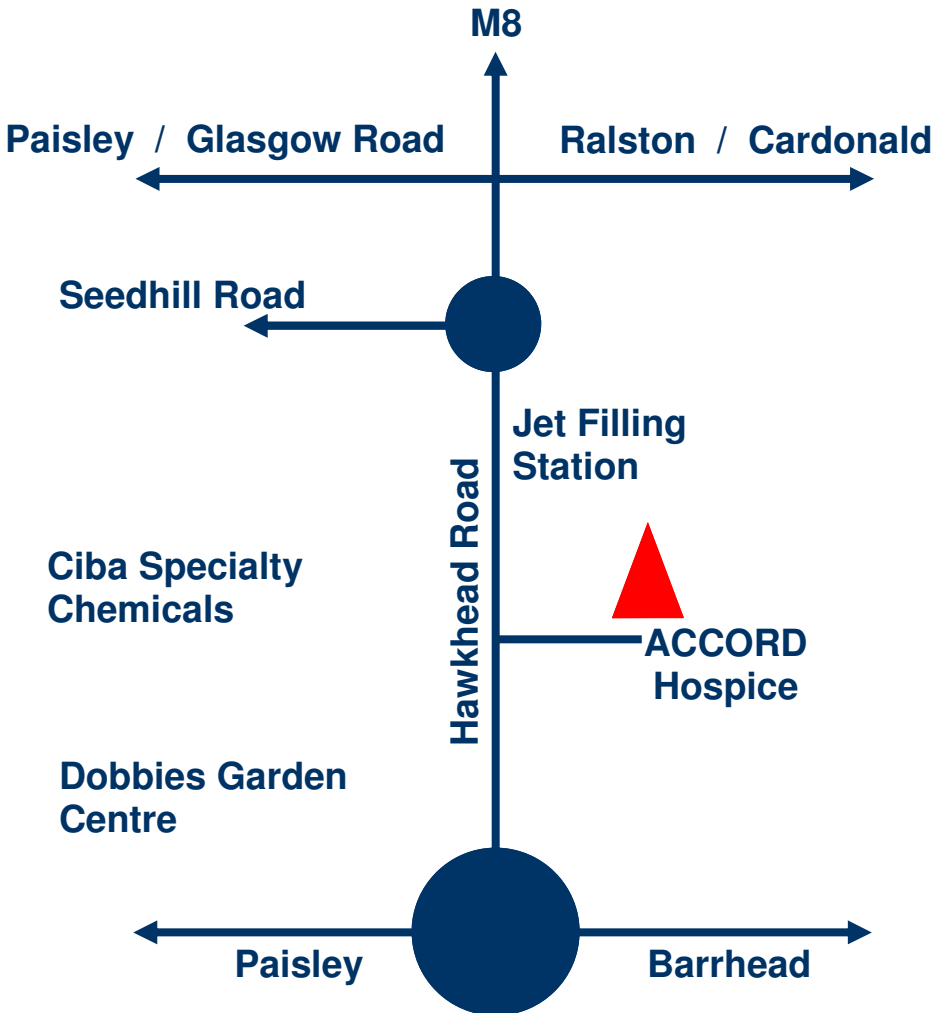 M8
Paisley / Glasgow Road
Ralston / Cardonald
Seedhill Road
Jet Filling
Station
Hawkhead Road
Ciba Specialty
Chemicals
ACCORD
Hospice
Dobbies Garden
Centre
Paisley
Barrhead